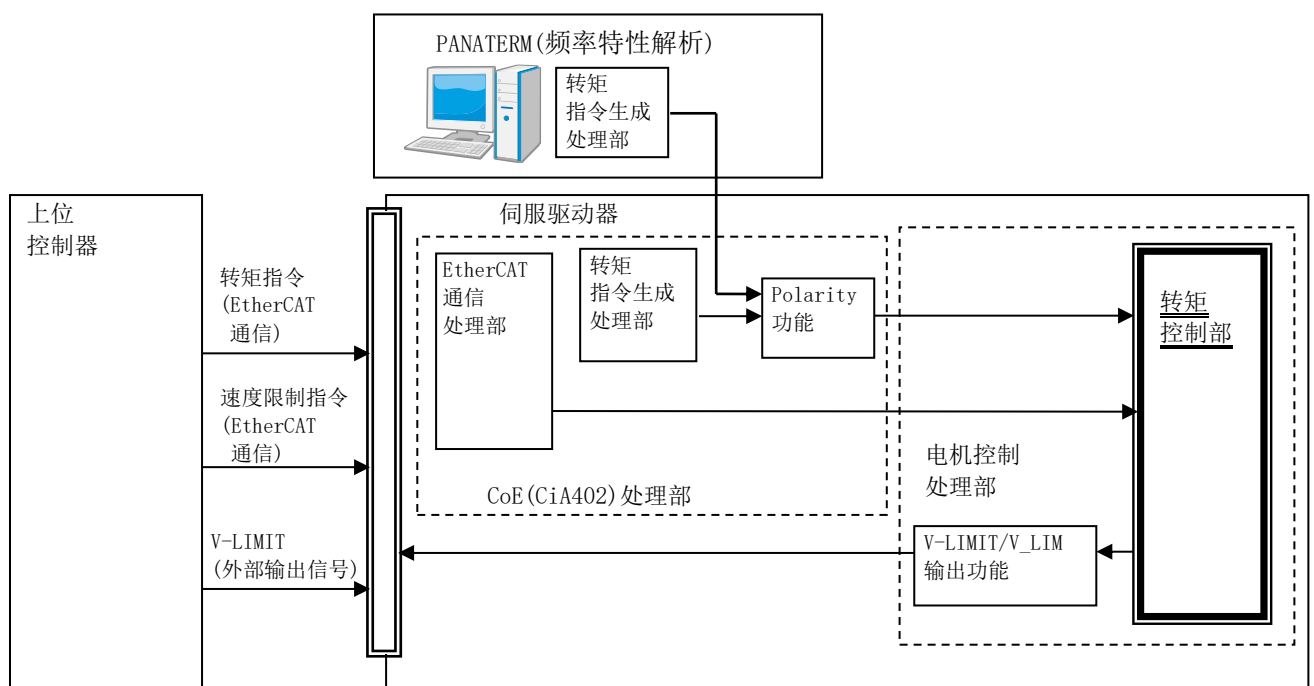 PANATERM(频率特性解析)
转矩
指令生成
处理部
上位
控制器
伺服驱动器
转矩指令
(EtherCAT
通信)
速度限制指令
(EtherCAT
通信)
V-LIMIT
(外部输出信号)
EtherCAT
通信
处理部
转矩
指令生成
处理部
Polarity
功能
CoE(CiA402)处理部
转矩
控制部
电机控制
处理部
V-LIMIT/V_LIM
输出功能